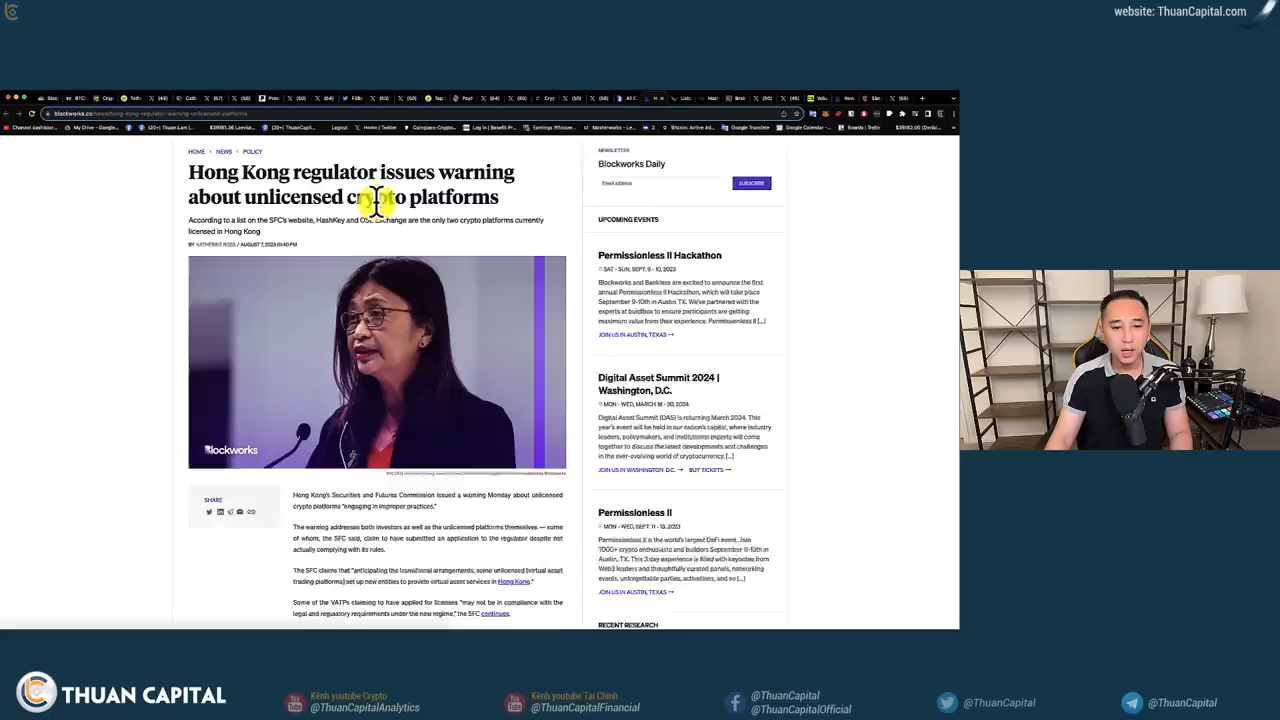 website: ThuanCapital.com
blockworks.co/news/hong-kong-regulator-warning-unlicensed-platforms
HOME NEWS POLICY
Hong Kong regulator issues warning
about unlicensed crypto platforms
According to a list on the SFC's website, HashKey and OSL Exchange are the only two crypto platforms currently
licensed in Hong Kong
BY KATHERINE ROSS / AUGUST 7, 2023 01:40 PM
Blockworks
SHARE
Hong Kong's Securities and Futures Commission issued a warning Monday about unlicensed
crypto platforms "engaging in improper practices."
The warning addresses both investors as well as the unlicensed platforms themselves — some
of whom, the SFC said, claim to have submitted an application to the regulator despite not
actually complying with its rules.
The SFC claims that "anticipating the transitional arrangements, some unlicensed [virtual asset
trading platforms] set up new entities to provide virtual asset services in Hong Kong."
Some of the VATPs claiming to have applied for licenses "may not be in compliance with the
legal and regulatory requirements under the new regime," the SFC continues.
NEWSLETTER
Blockworks Daily
Email address
SUBSCRIBE
UPCOMING EVENTS
Permissionless II Hackathon
SAT - SUN, SEPT. 9 - 10, 2023
Blockworks and Bankless are excited to announce the first
annual Permissionless II Hackathon, which will take place
September 9-10th in Austin TX. We've partnered with the
experts at buidlbox to ensure participants are getting
maximum value from their experience. Permissionless II [...]
JOIN US IN AUSTIN, TEXAS →
Digital Asset Summit 2024 |
Washington, D.C.
MON - WED, MARCH 18 - 20, 2024
Digital Asset Summit (DAS) is returning March 2024. This
year's event will be held in our nation's capital, where industry
leaders, policymakers, and institutional experts will come
together to discuss the latest developments and challenges
in the ever-evolving area of cryptocurrency. [...]
JOIN US IN WASHINGTON, D.C. → BUY TICKETS →
Permissionless II
MON - WED, SEPT. 11 - 13, 2023
Permissionless II is the world's largest DeFi event. Join
7000+ crypto enthusiasts and builders September 11-13th in
Austin, TX. This 3 day experience is filled with keynotes from
Web3 leaders and thoughtfully curated panels, networking
events, unforgettable parties, activations, and so [...]
JOIN US IN AUSTIN, TEXAS →
RECENT RESEARCH
THUAN CAPITAL
Kênh youtube Crypto
@ThuanCapitalAnalytics
Kênh youtube Tài Chính
@ThuanCapitalFinancial
@ThuanCapital
@ThuanCapitalOfficial
@ThuanCapital
@ThuanCapital